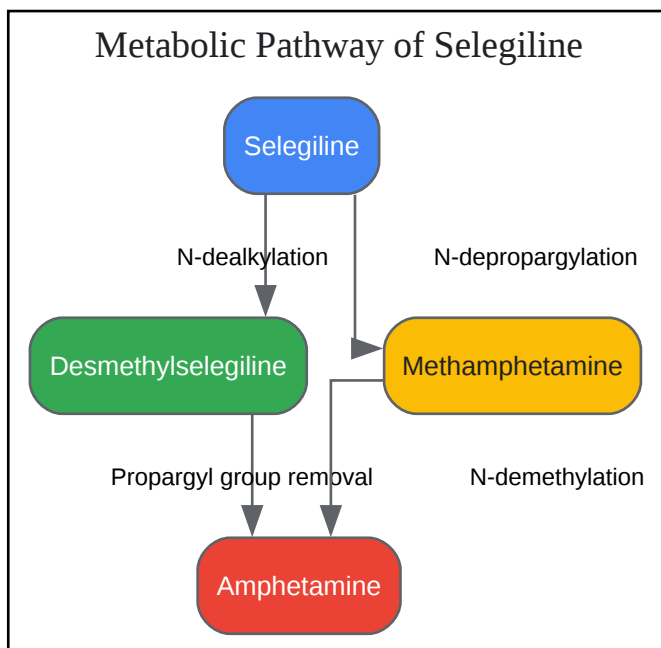 Metabolic Pathway of Selegiline
Selegiline
N-dealkylation
N-depropargylation
Desmethylselegiline
Methamphetamine
Propargyl group removal
N-demethylation
Amphetamine